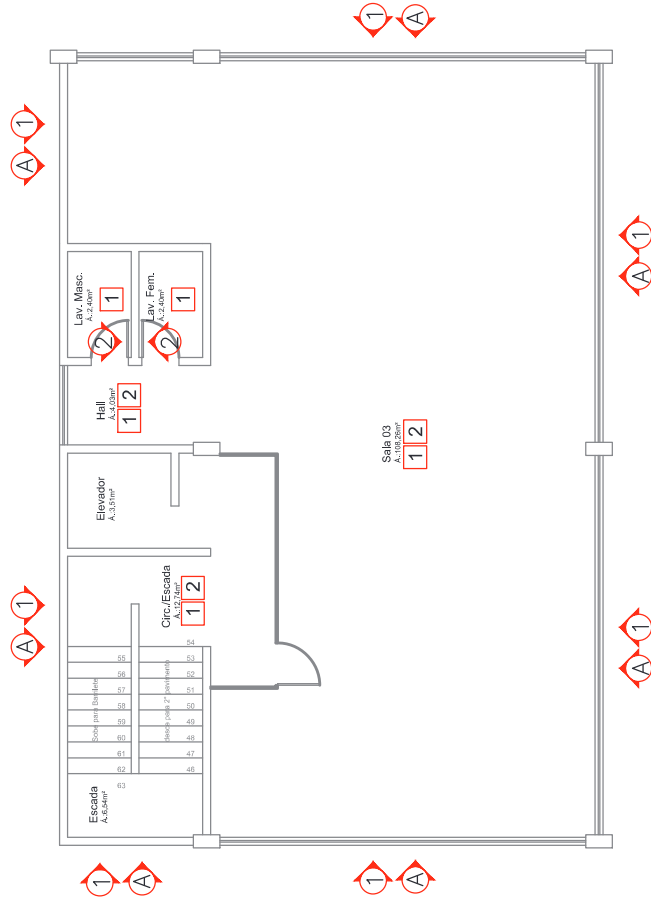 1
A
1
A
Lav. Masc.
A.:2,40m²
1
2
Lav. Fem.
A.:2,40m²
1
2
Hall
A.:4,03m²
1 2
1
A
Sala 03
A.:108,26m²
1 2
Elevador
A.:3,51m²
Circ./Escada
A.:12,74m²
1 2
1
A
54
55
53
56
52
57
51
58
50
59
49
60
48
61
47
62
46
63
Sobe para Barrilete
desce para 2° pavimento
Escada
A.:6,54m²
1
A
1
A
1
A